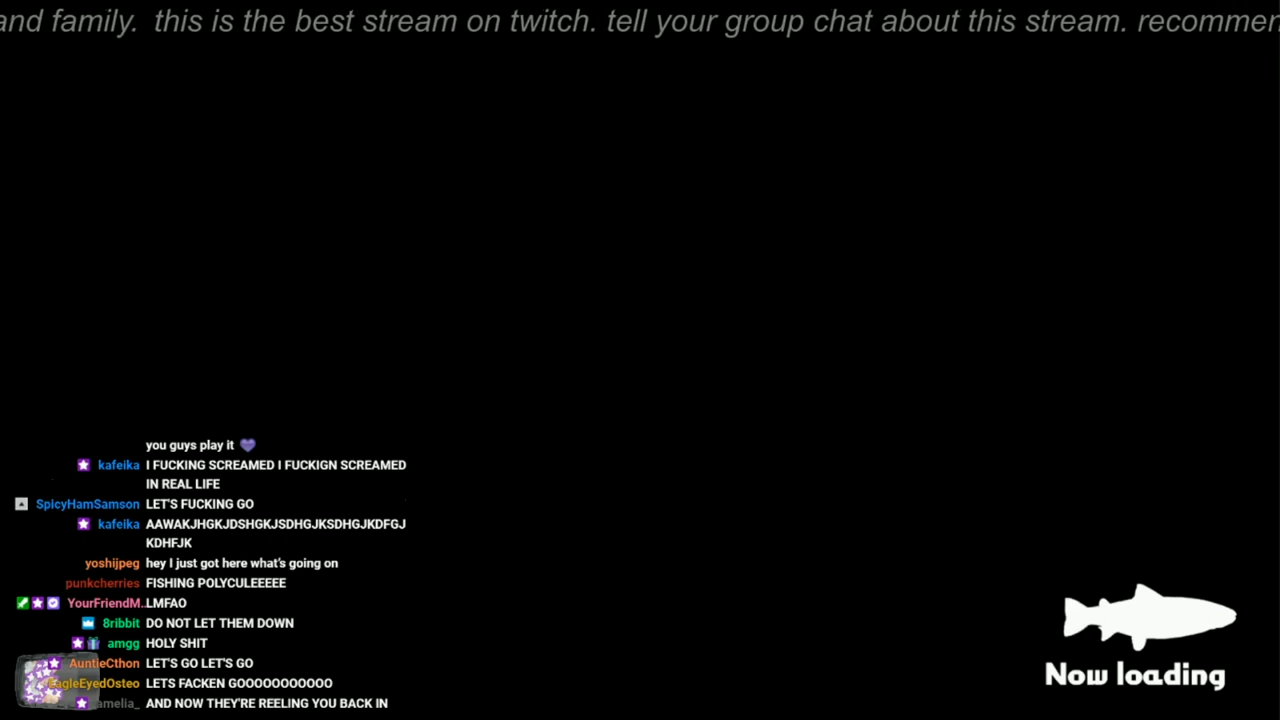 and family. this is the best stream on twitch. tell your group chat about this stream. recommen
you guys play it
kafeika I FUCKING SCREAMED I FUCKIGN SCREAMED
IN REAL LIFE
SpicyHamSamson LET'S FUCKING GO
kafeika AAWAKJHGKJDSHGKJSDHGJKSDHGJKDFGJ
KDHFJK
yoshijpeg hey I just got here what's going on
punkcherries FISHING POLYCULEEEEE
YourFriendM... LMFAO
8ribbit DO NOT LET THEM DOWN
amgg HOLY SHIT
AuntieCthon LET'S GO LET'S GO
EagleEyedOsteo LETS FACKEN GOOOOOOOOOOO
amelia_ AND NOW THEY'RE REELING YOU BACK IN
Now loading